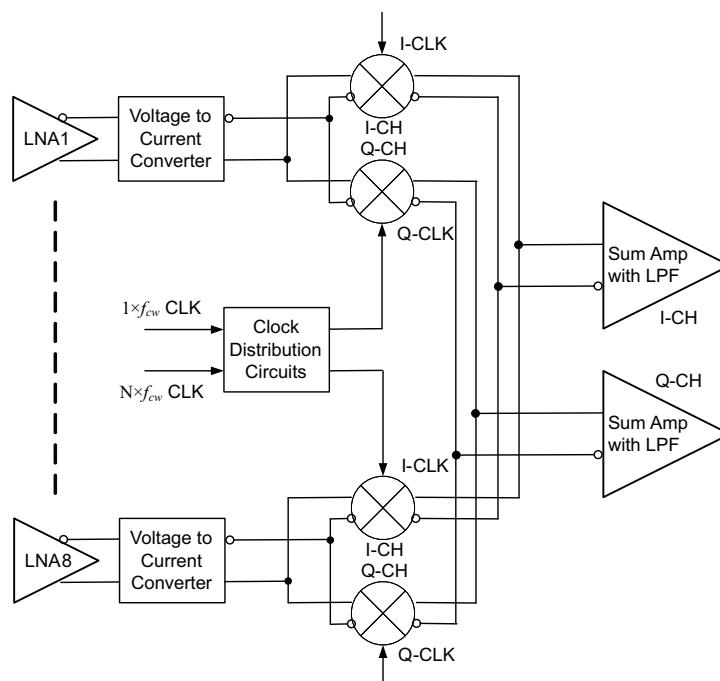 I-CLK
LNA1
Voltage to
Current
Converter
I-CH
Q-CH
Q-CLK
Sum Amp
with LPF
I-CH
1×fcw CLK
N×fcw CLK
Clock
Distribution
Circuits
Q-CH
Sum Amp
with LPF
I-CLK
LNA8
Voltage to
Current
Converter
I-CH
Q-CH
Q-CLK